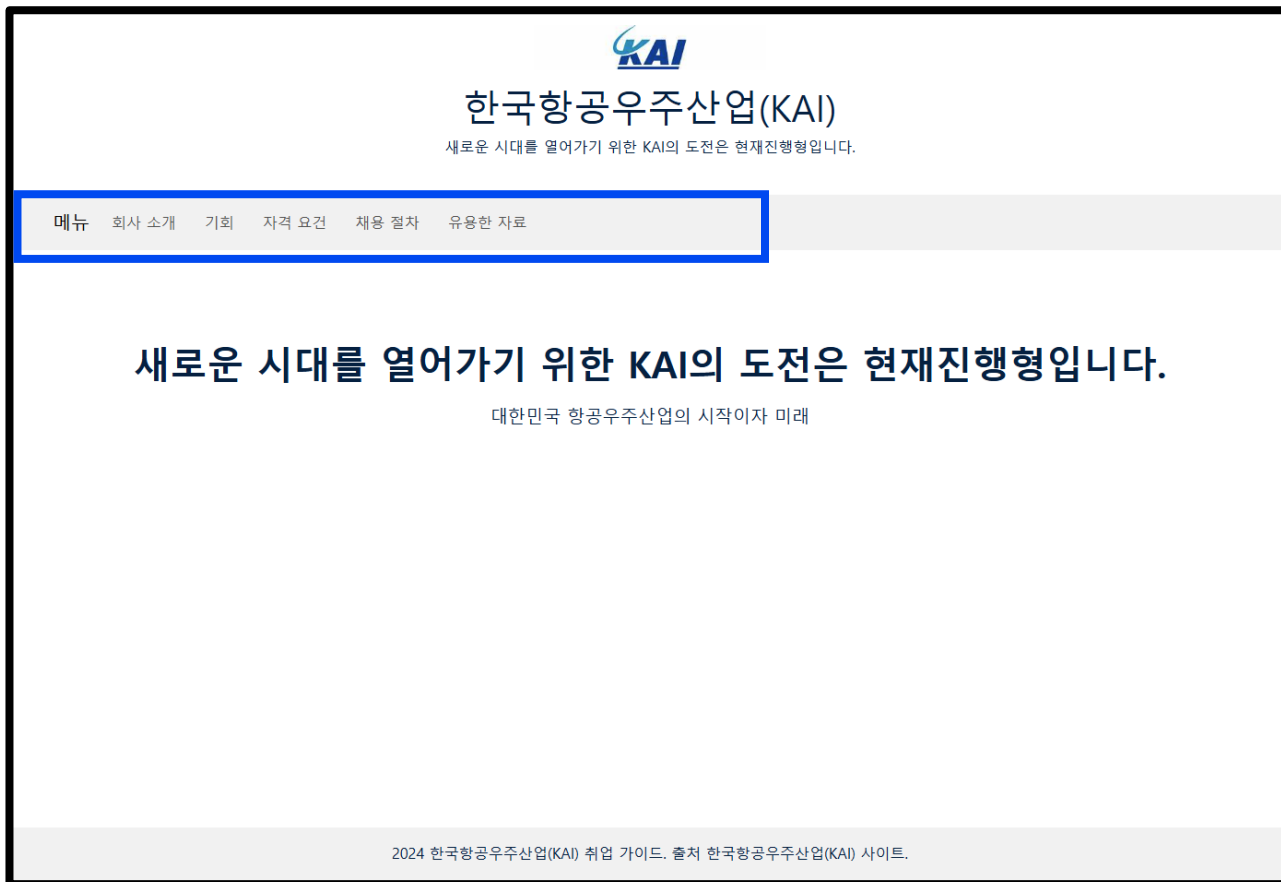 KAI
한국항공우주산업(KAI)
새로운 시대를 열어가기 위한 KAI의 도전은 현재진행형입니다.
메뉴 회사 소개 기회 자격 요건 채용 절차 유용한 자료
새로운 시대를 열어가기 위한 KAI의 도전은 현재진행형입니다.
대한민국 항공우주산업의 시작이자 미래
2024 한국항공우주산업(KAI) 취업 가이드. 출처 한국항공우주산업(KAI) 사이트.